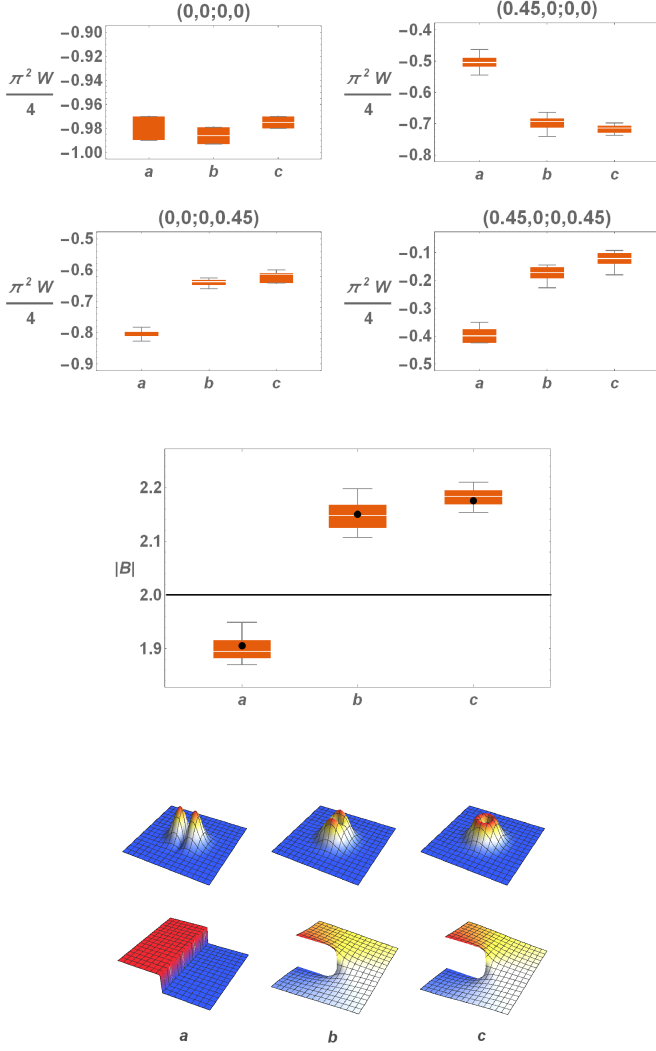 (0,0;0,0)
π² W / 4
−0.90
−0.92
−0.94
−0.96
−0.98
−1.00
a b c
(0.45,0;0,0)
π² W / 4
−0.4
−0.5
−0.6
−0.7
−0.8
a b c
(0,0;0,0.45)
π² W / 4
−0.5
−0.6
−0.7
−0.8
−0.9
a b c
(0.45,0;0,0.45)
π² W / 4
−0.1
−0.2
−0.3
−0.4
−0.5
a b c
|B|
2.2
2.1
2.0
1.9
a b c
a b c